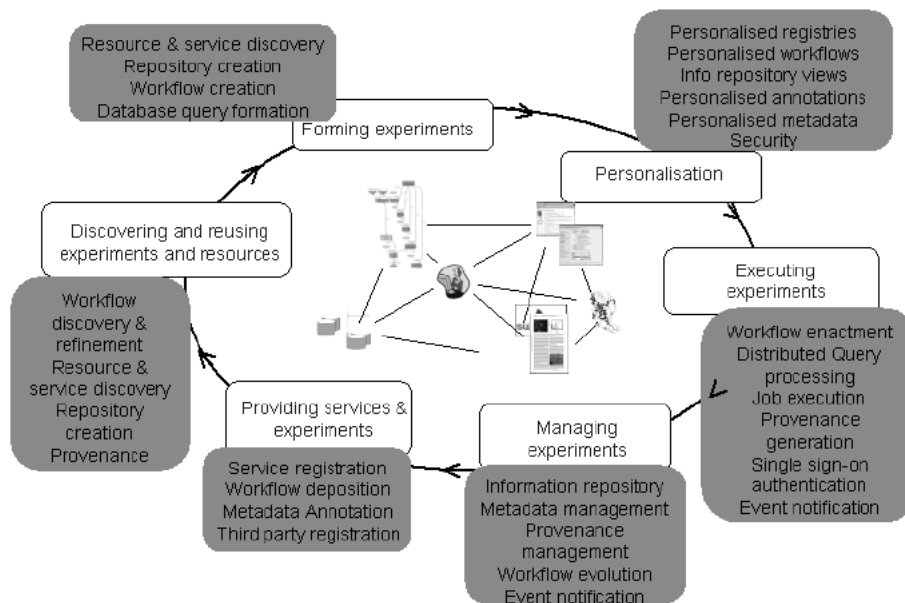 Resource & service discovery
Repository creation
Workflow creation
Database query formation
Forming experiments
Personalised registries
Personalised workflows
Info repository views
Personalised annotations
Personalised metadata
Security
Personalisation
Executing
experiments
Workflow enactment
Distributed Query
processing
Job execution
Provenance
generation
Single sign-on
authentication
Event notification
Managing
experiments
Information repository
Metadata management
Provenance
management
Workflow evolution
Event notification
Providing services &
experiments
Service registration
Workflow deposition
Metadata Annotation
Third party registration
Discovering and reusing
experiments and resources
Workflow
discovery &
refinement
Resource &
service discovery
Repository
creation
Provenance